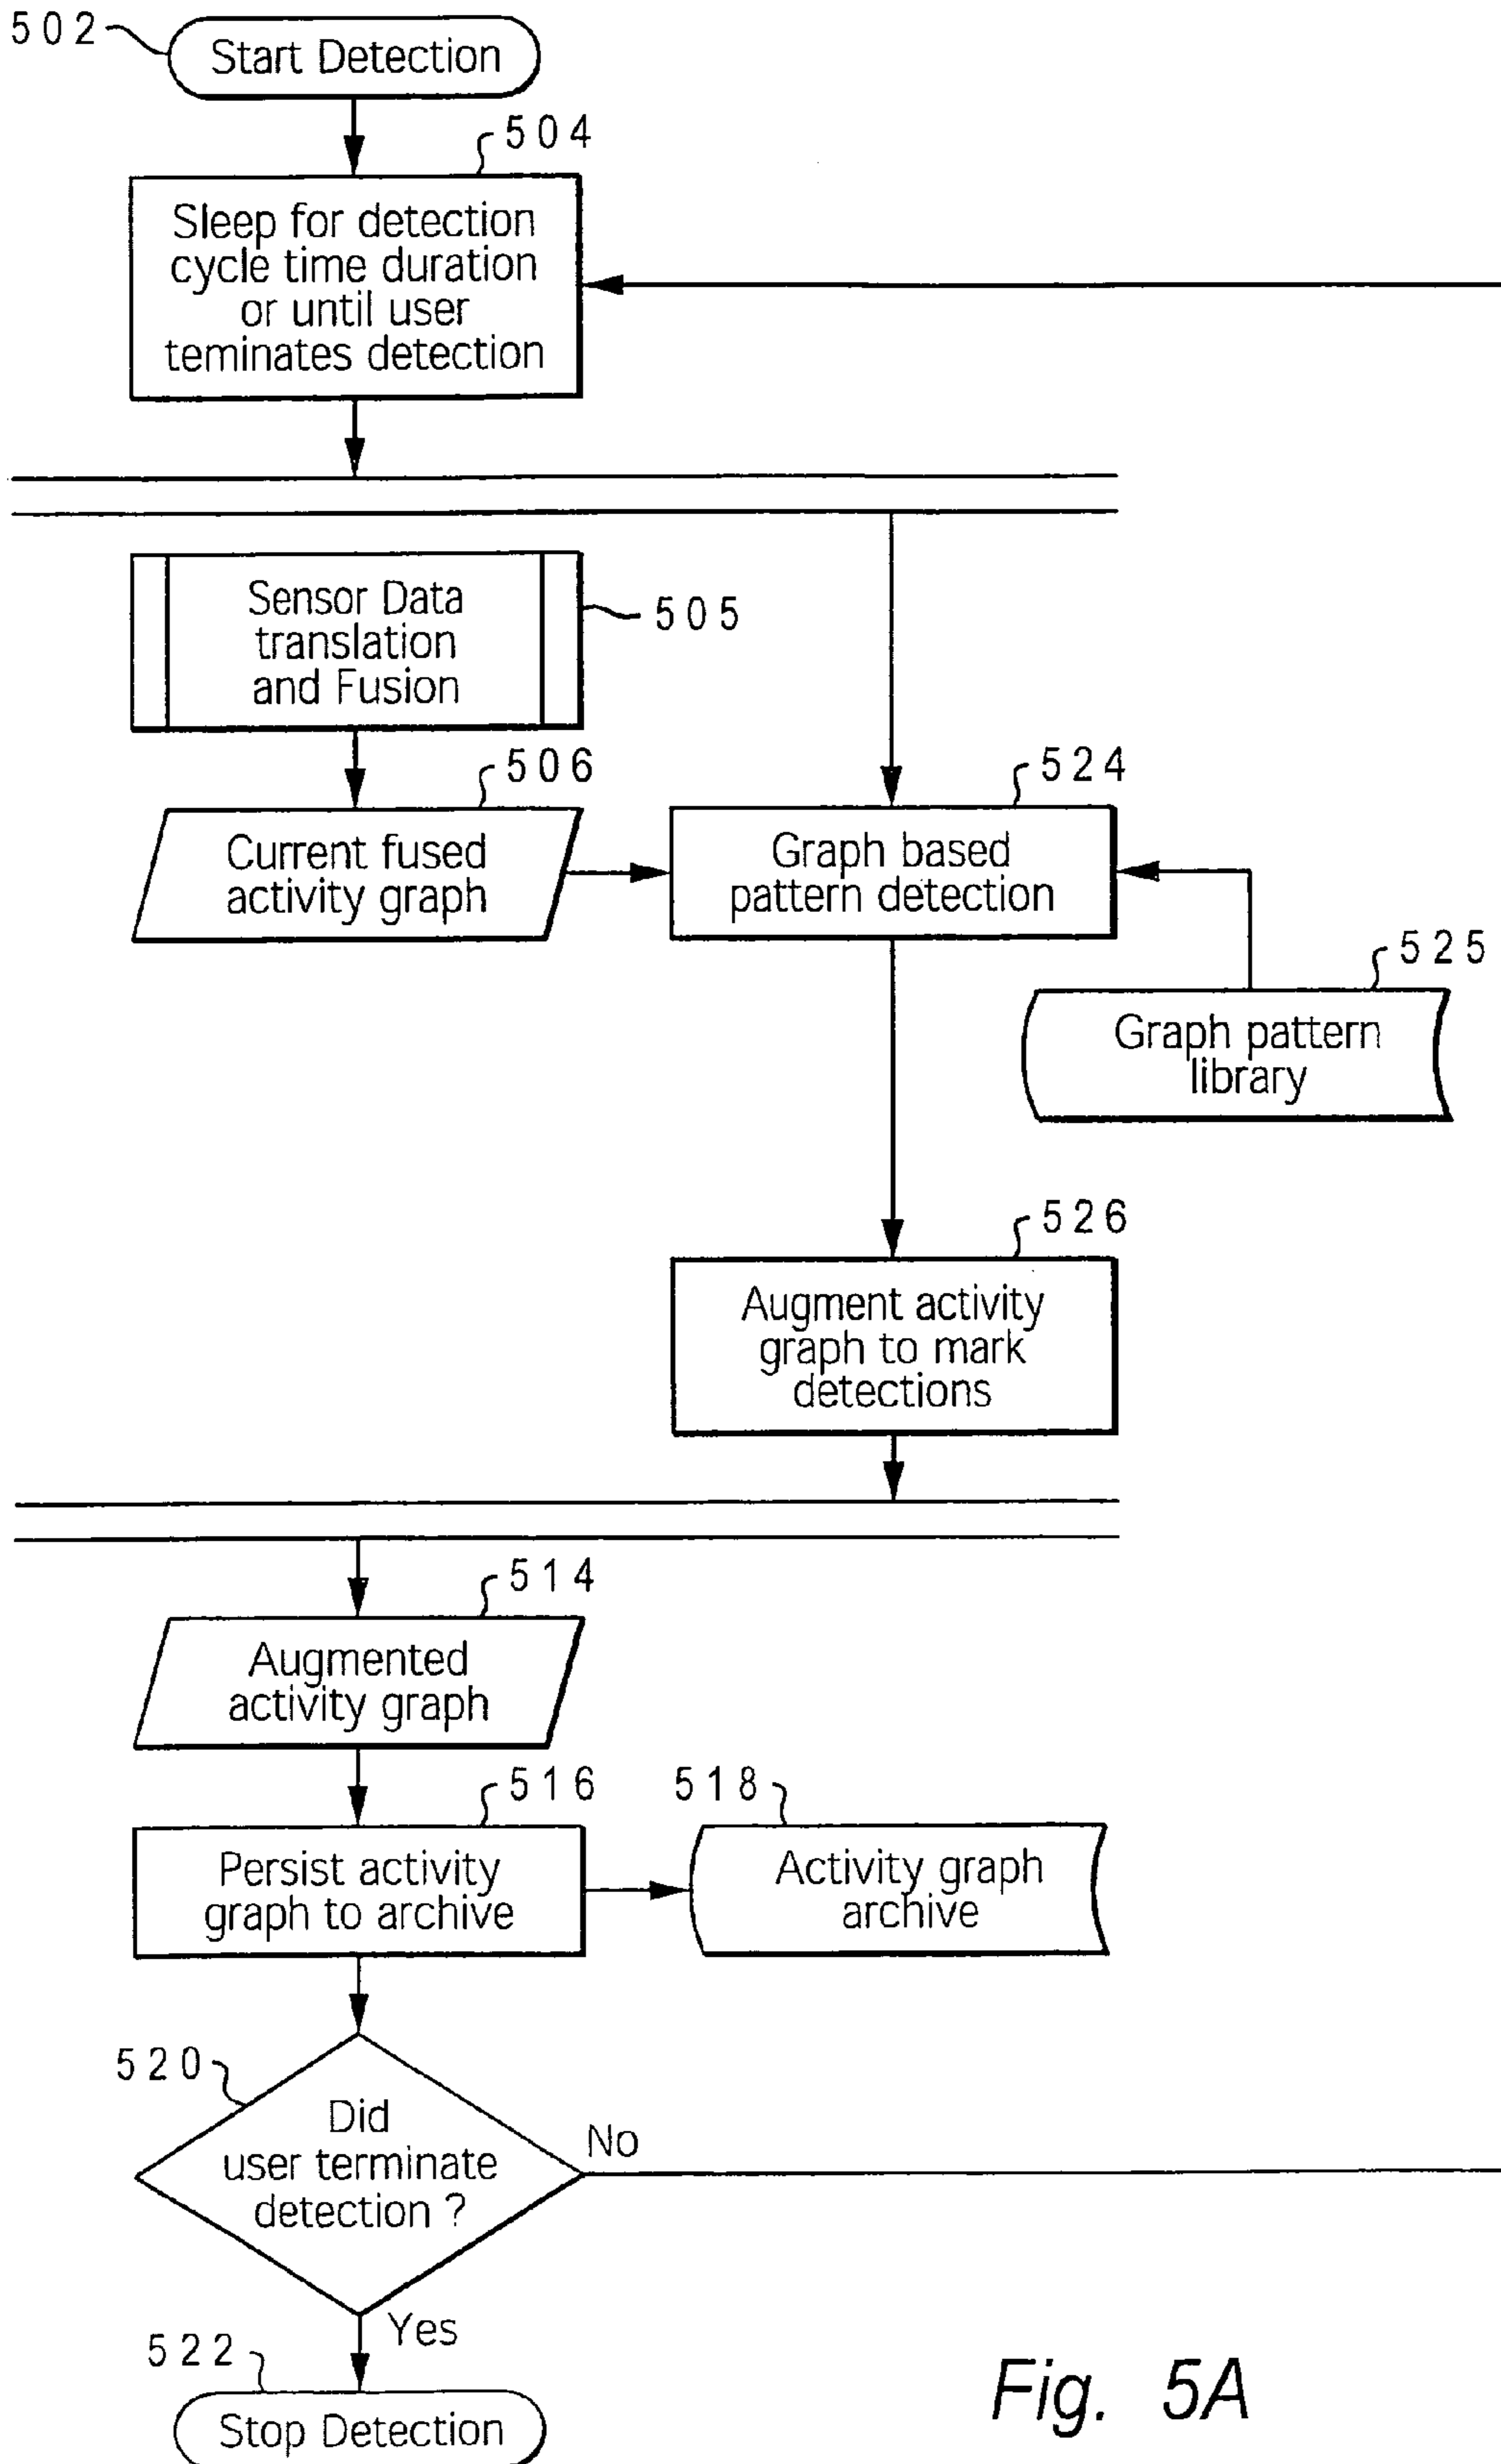 502
Start Detection
504
Sleep for detection
cycle time duration
or until user
teminates detection
Sensor Data
translation
and Fusion
505
506
Current fused
activity graph
524
Graph based
pattern detection
525
Graph pattern
library
526
Augment activity
graph to mark
detections
514
Augmented
activity graph
516
Persist activity
graph to archive
518
Activity graph
archive
520
Did
user terminate
detection ?
No
Yes
522
Stop Detection
Fig. 5A